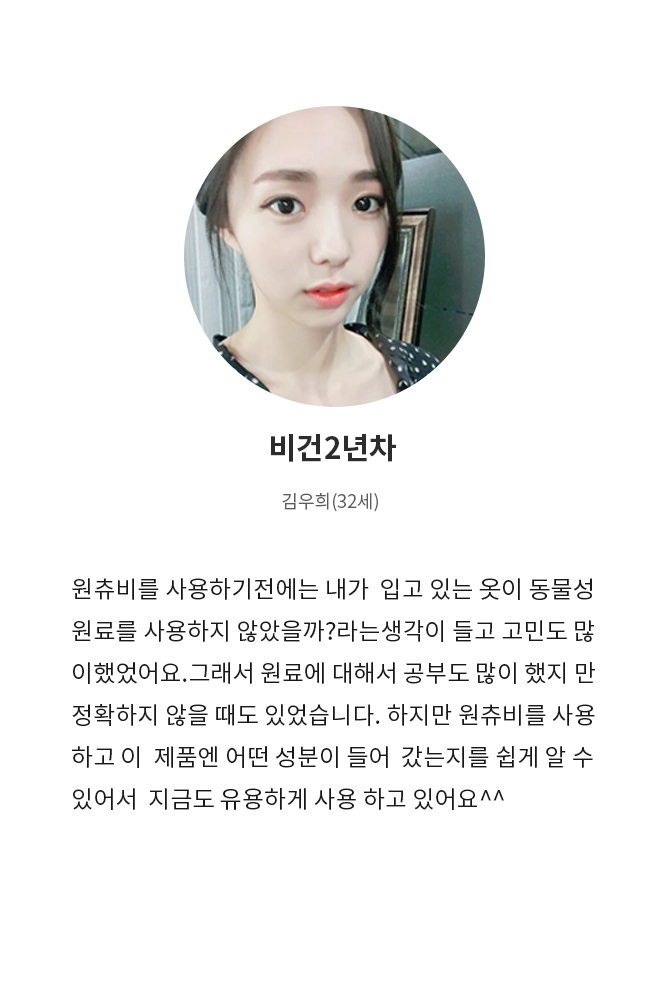 비건2년차
김우희(32세)
원츄비를 사용하기전에는 내가  입고 있는 옷이 동물성
원료를 사용하지 않았을까?라는생각이 들고 고민도 많
이했었어요.그래서 원료에 대해서 공부도 많이 했지 만
정확하지 않을 때도 있었습니다. 하지만 원츄비를 사용
하고 이  제품엔 어떤 성분이 들어  갔는지를 쉽게 알 수
있어서  지금도 유용하게 사용 하고 있어요^^